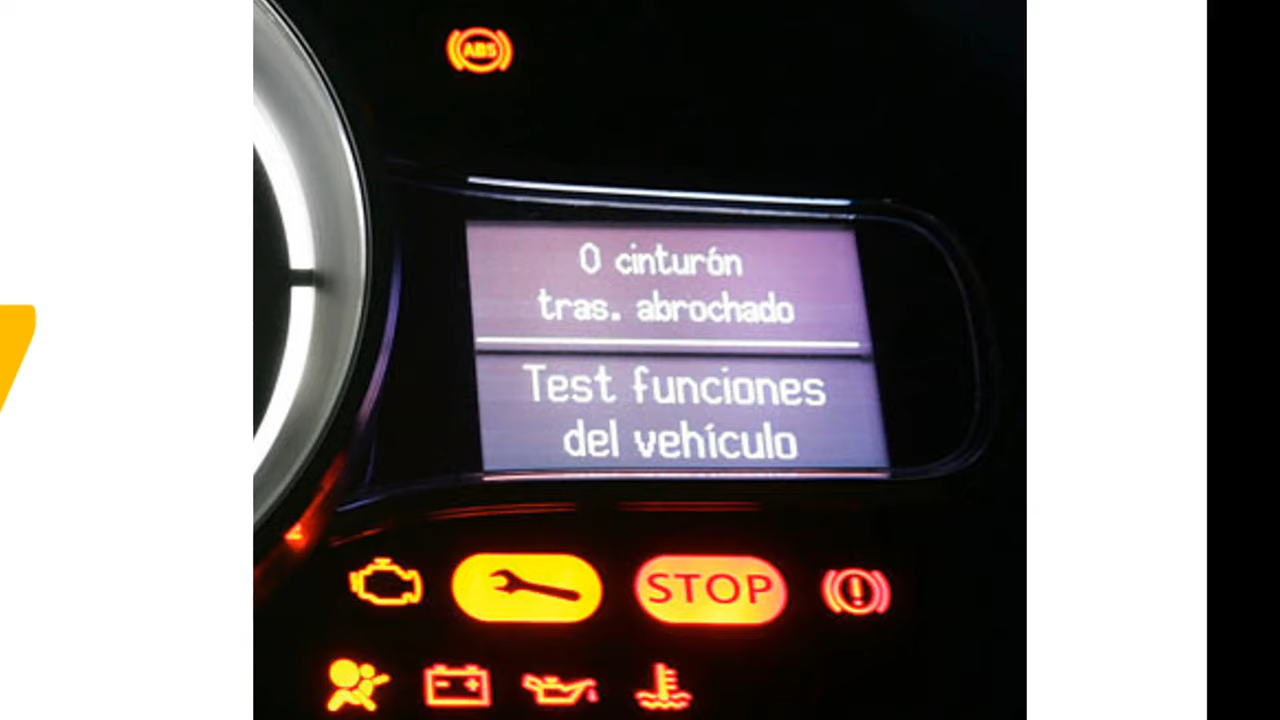 ABS
0 cinturón
tras. abrochado
Test funciones
del vehículo
STOP